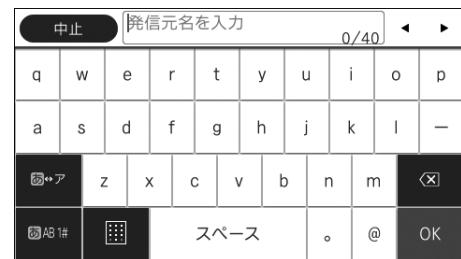 中止 発信元名を入力 0/40
q w e r t y u i o p
a s d f g h j k l ー
あ↔ア z x c v b n m
あAB1# スペース 。 @ OK